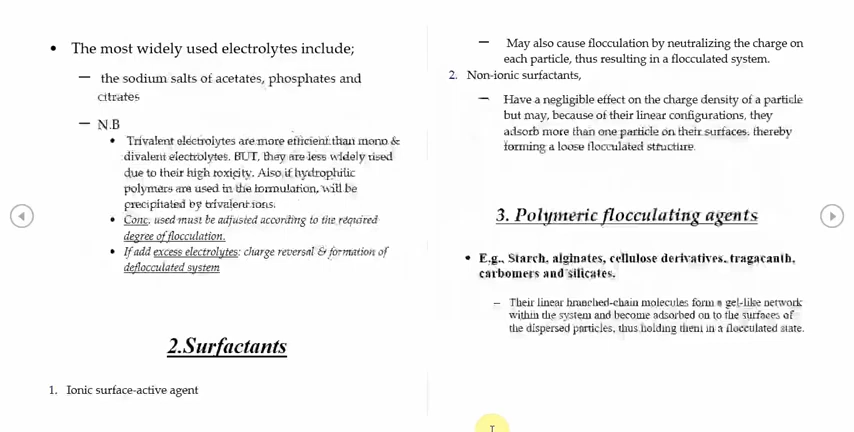 • The most widely used electrolytes include;
— the sodium salts of acetates, phosphates and
citrates
— N.B
• Trivalent electrolytes are more efficient than mono &
divalent electrolytes. BUT, they are less widely used
due to their high toxicity. Also if hydrophilic
polymers are used in the formulation, will be
precipitated by trivalent ions.
• Conc. used must be adjusted according to the required
degree of flocculation.
• If add excess electrolytes: charge reversal & formation of
deflocculated system
2.Surfactants
1. Ionic surface-active agent
— May also cause flocculation by neutralizing the charge on
each particle, thus resulting in a flocculated system.
2. Non-ionic surfactants,
— Have a negligible effect on the charge density of a particle
but may, because of their linear configurations, they
adsorb more than one particle on their surfaces. thereby
forming a loose flocculated structure.
3. Polymeric flocculating agents
• E.g., Starch, alginates, cellulose derivatives, tragacanth,
carbomers and silicates.
– Their linear branched-chain molecules form a gel-like network
within the system and become adsorbed on to the surfaces of
the dispersed particles, thus holding them in a flocculated state.